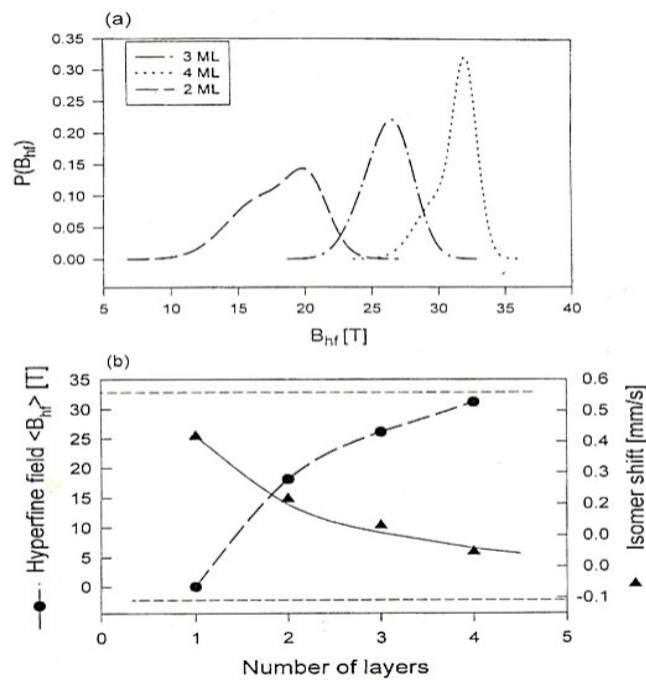 (a)
0.35
0.30
0.25
0.20
0.15
0.10
0.05
0.00
P(B_hf)
3 ML
4 ML
2 ML
5 10 15 20 25 30 35 40
B_hf [T]
(b)
35
30
25
20
15
10
5
0
Hyperfine field <B_hf> [T]
0.6
0.5
0.4
0.3
0.2
0.0
0.0
-0.1
Isomer shift [mm/s]
0 1 2 3 4 5
Number of layers